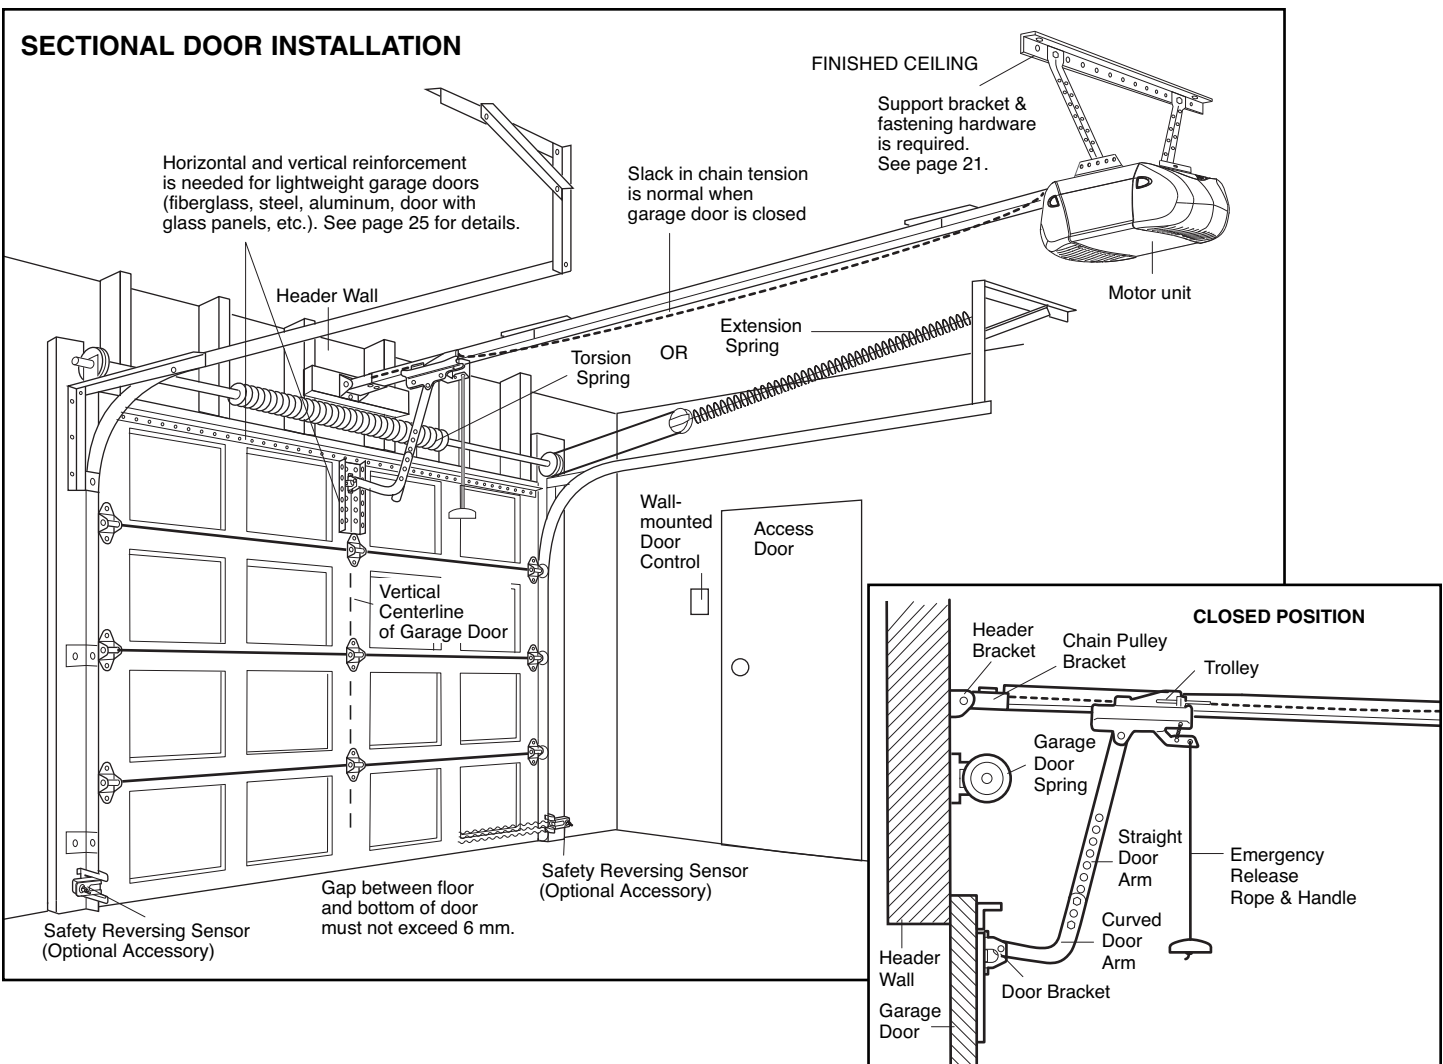 SECTIONAL DOOR INSTALLATION
FINISHED CEILING
Support bracket &
fastening hardware
is required.
See page 21.
Horizontal and vertical reinforcement
is needed for lightweight garage doors
(fiberglass, steel, aluminum, door with
glass panels, etc.). See page 25 for details.
Slack in chain tension
is normal when
garage door is closed
Header Wall
Motor unit
Extension
Spring
OR
Torsion
Spring
Wall-
mounted
Door
Control
Access
Door
Vertical
Centerline
of Garage Door
Safety Reversing Sensor
(Optional Accessory)
Gap between floor
and bottom of door
must not exceed 6 mm.
Safety Reversing Sensor
(Optional Accessory)
CLOSED POSITION
Header
Bracket
Chain Pulley
Bracket
Trolley
Garage
Door
Spring
Straight
Door
Arm
Emergency
Release
Rope & Handle
Curved
Door
Arm
Header
Wall
Door Bracket
Garage
Door